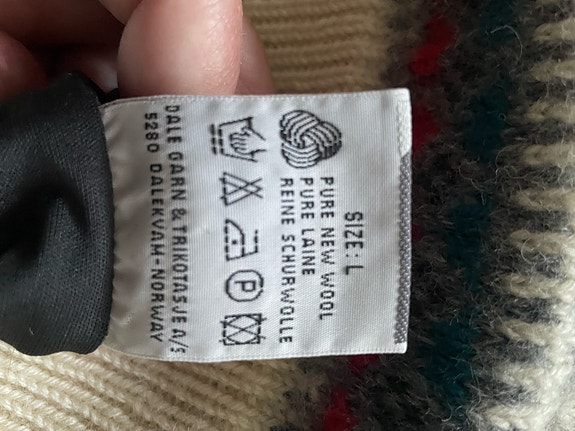 SIZE: L
PURE NEW WOOL
PURE LAINE
REINE SCHURWOLLE
P
DALE GARN & TRIKOTASJE A/S
5280 DALEKVAM-NORWAY